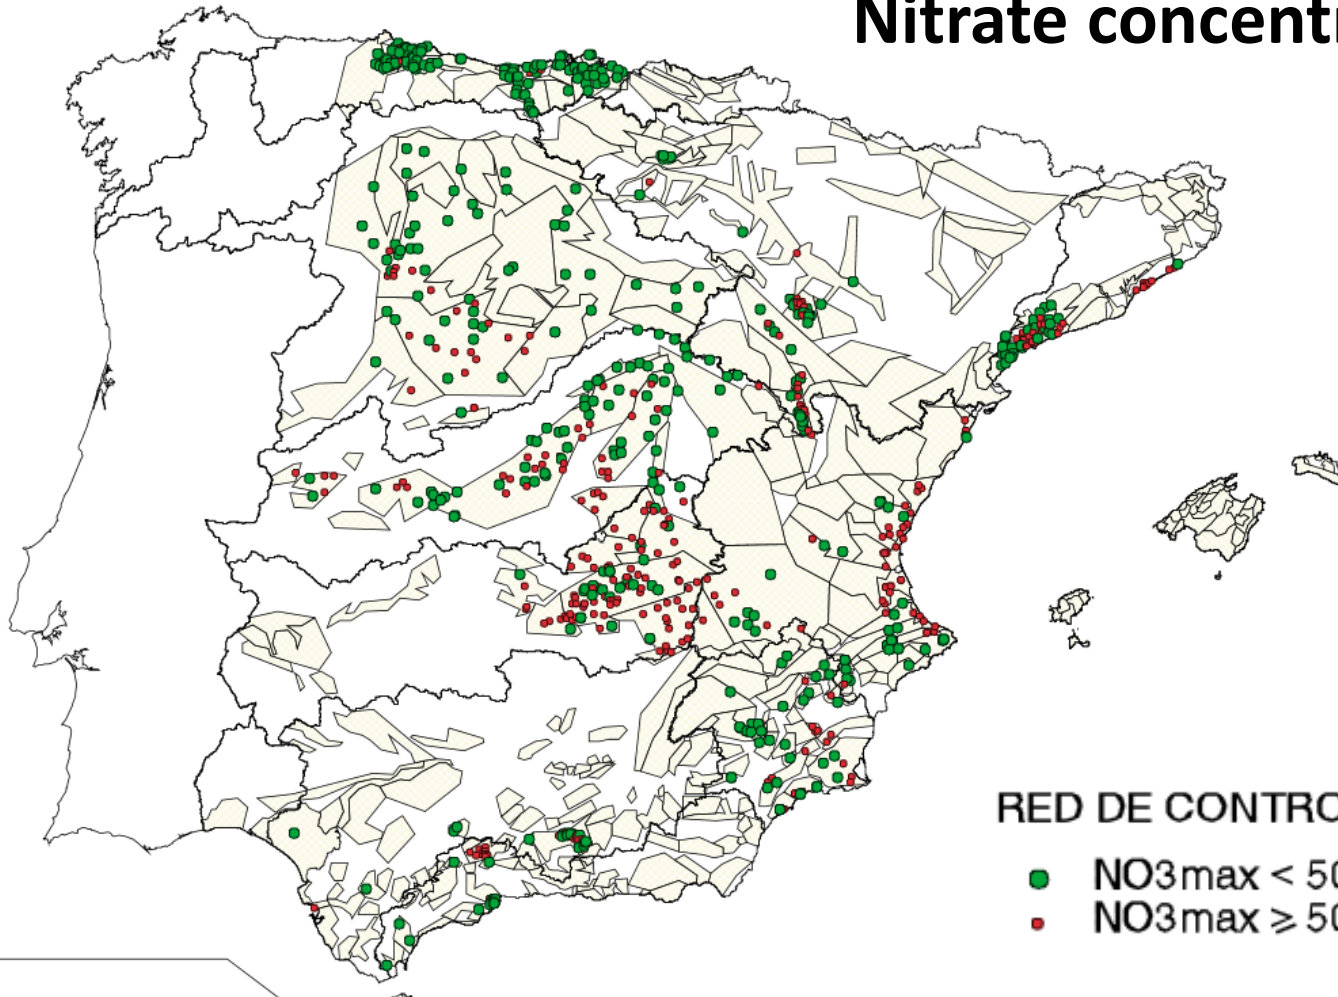 Nitrate concentr
RED DE CONTRO
NO3max < 50
NO3max ⩾ 50